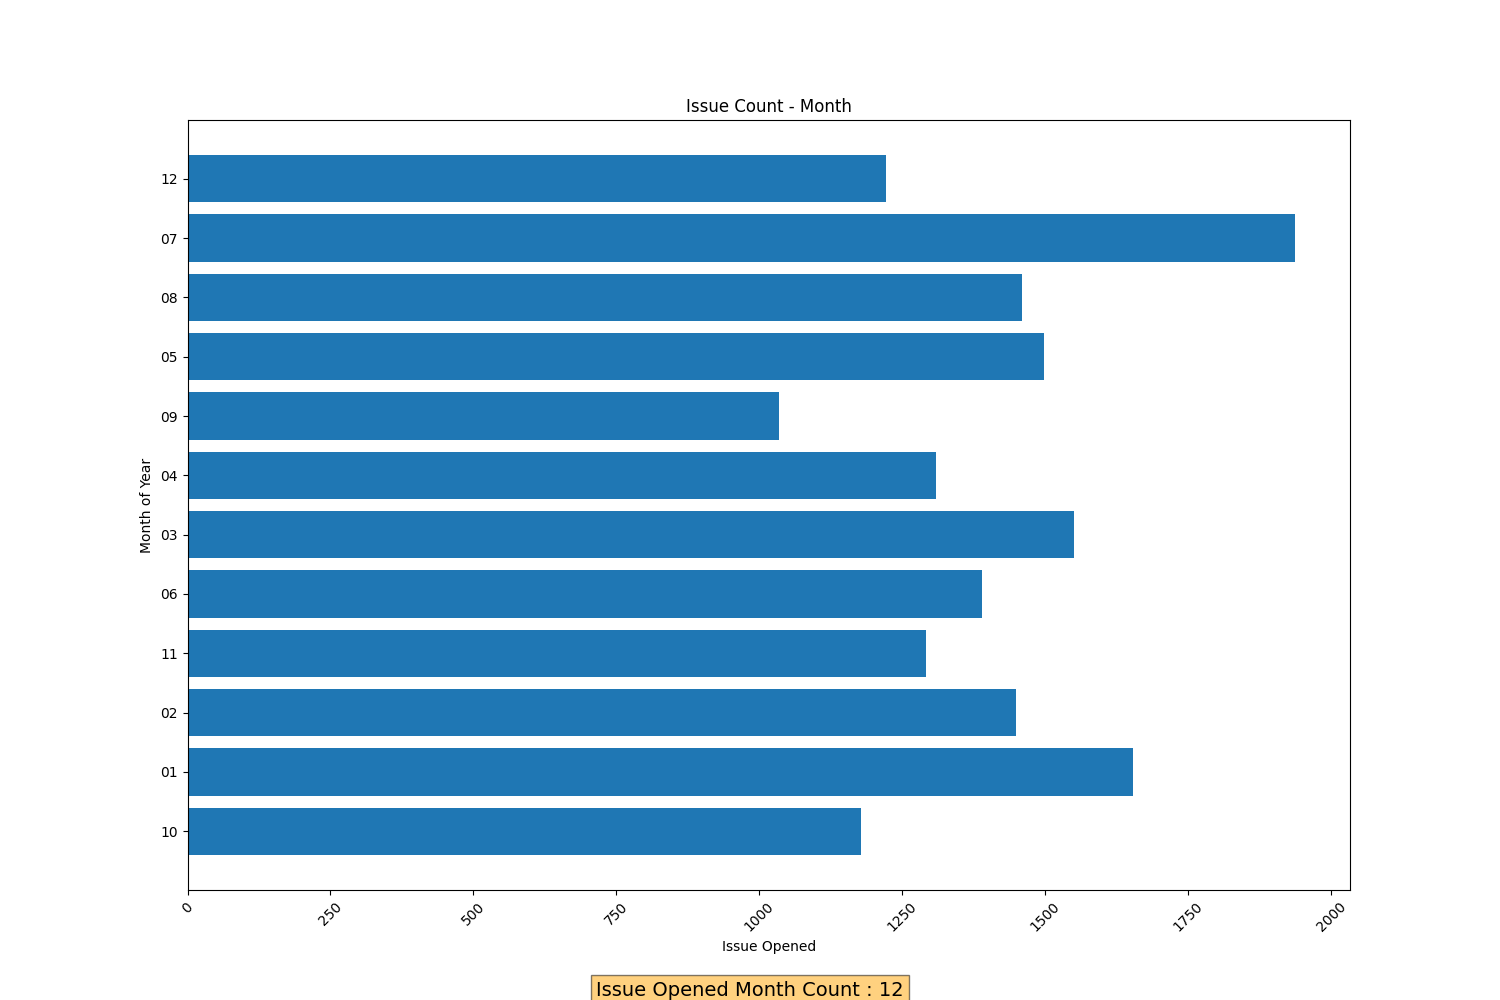 Issue Count - Month
12
07
08
05
09
04
03
06
11
02
01
10
Month of Year
0 250 500 750 1000 1250 1500 1750 2000
Issue Opened
Issue Opened Month Count : 12